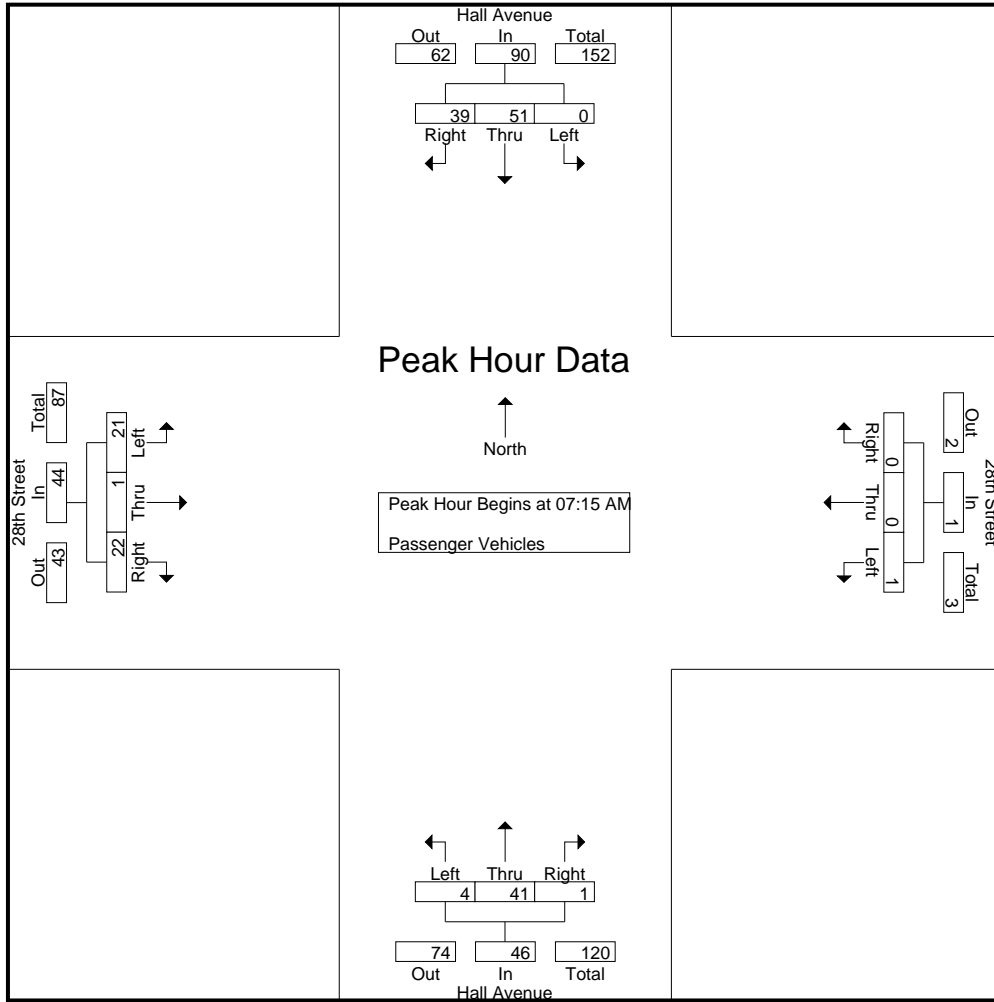 Hall Avenue
Out In Total
62 90 152
39 51 0
Right Thru Left
Peak Hour Data
North
Peak Hour Begins at 07:15 AM
Passenger Vehicles
28th Street
Total In Out
87 44 43
21 1 22
Left Thru Right
28th Street
Out In Total
2 1 3
0 0 1
Right Thru Left
Left Thru Right
4 41 1
74 46 120
Out In Total
Hall Avenue